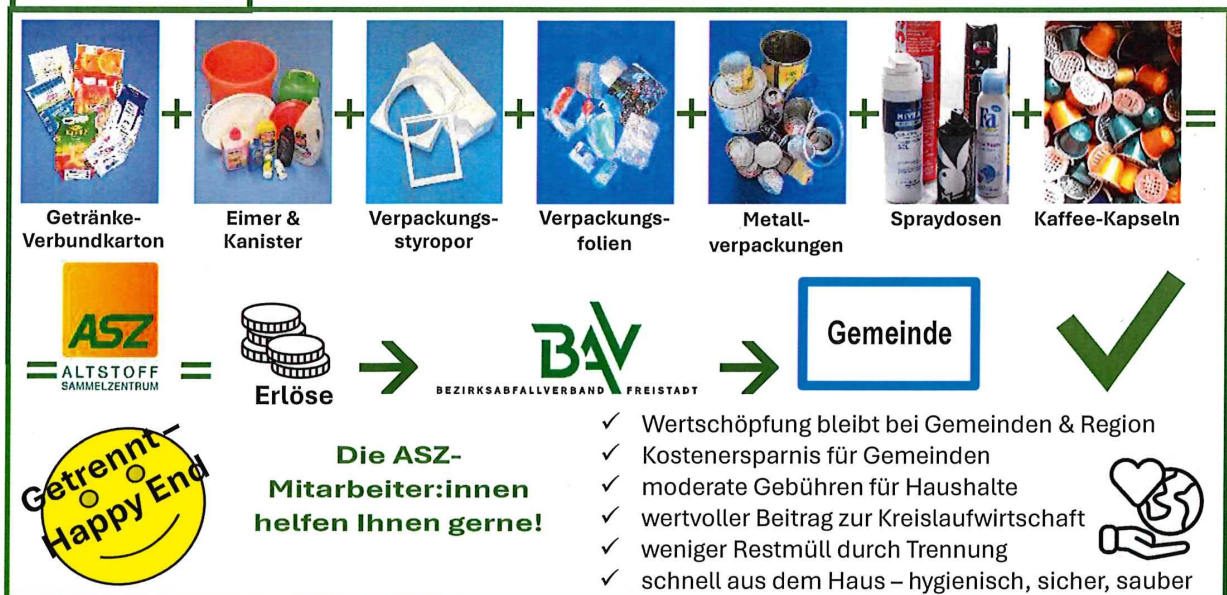 Getränke-
Verbundkarton
Eimer &
Kanister
Verpackungs-
styropor
Verpackungs-
folien
Metall-
verpackungen
Spraydosen
Kaffee-Kapseln
NIVEA
Fa
ASZ
ALTSTOFF
SAMMELZENTRUM
Erlöse
BAV
BEZIRKSABFALLVERBAND FREISTADT
Gemeinde
Getrennt –
Happy End
Die ASZ-
Mitarbeiter:innen
helfen Ihnen gerne!
✓ Wertschöpfung bleibt bei Gemeinden & Region
✓ Kostenersparnis für Gemeinden
✓ moderate Gebühren für Haushalte
✓ wertvoller Beitrag zur Kreislaufwirtschaft
✓ weniger Restmüll durch Trennung
✓ schnell aus dem Haus – hygienisch, sicher, sauber